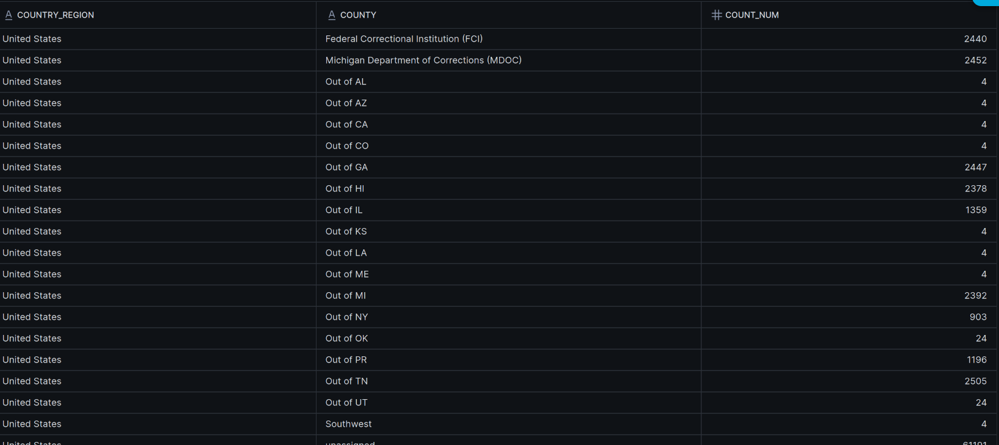 COUNTRY_REGION COUNTY COUNT_NUM
United States Federal Correctional Institution (FCI) 2440
United States Michigan Department of Corrections (MDOC) 2452
United States Out of AL 4
United States Out of AZ 4
United States Out of CA 4
United States Out of CO 4
United States Out of GA 2447
United States Out of HI 2378
United States Out of IL 1359
United States Out of KS 4
United States Out of LA 4
United States Out of ME 4
United States Out of MI 2392
United States Out of NY 903
United States Out of OK 24
United States Out of PR 1196
United States Out of TN 2505
United States Out of UT 24
United States Southwest 4
United States unassigned 61191